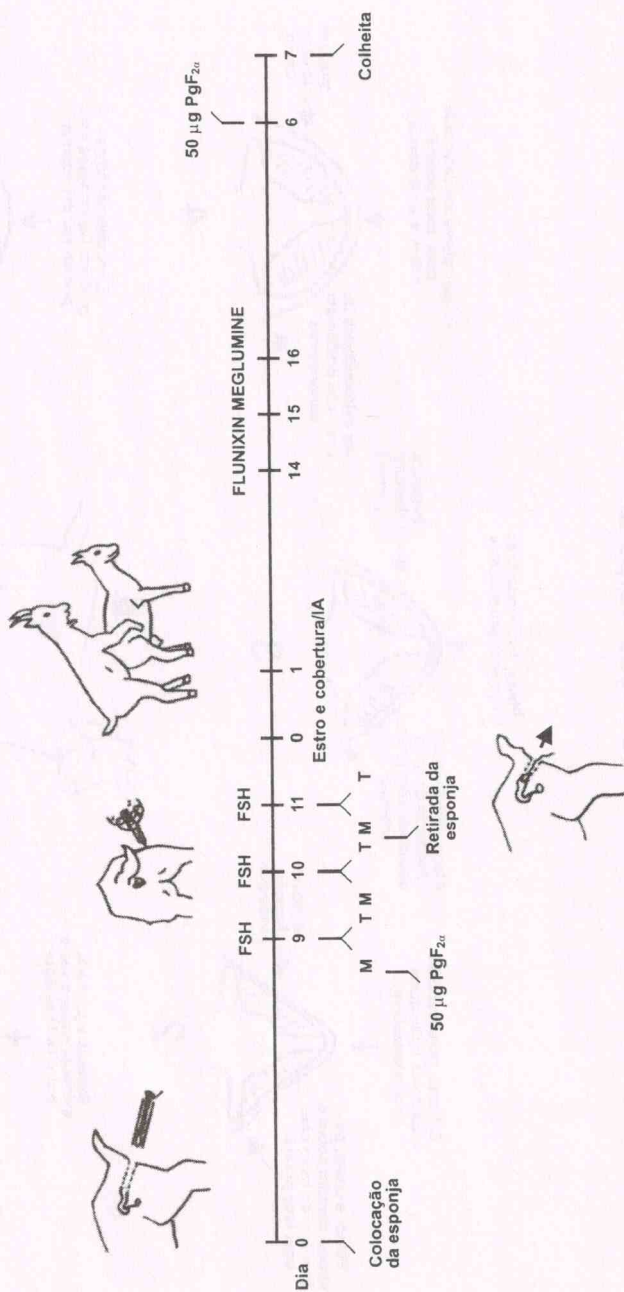 50 µg PgF2α
FLUNIXIN MEGLUMINE
FSH FSH FSH
Estro e cobertura/IA
Dia 0 9 10 11 0 1 14 15 16 6 7
M T M T M T
Colocação
da esponja
50 µg PgF2α
Retirada da
esponja
Colheita